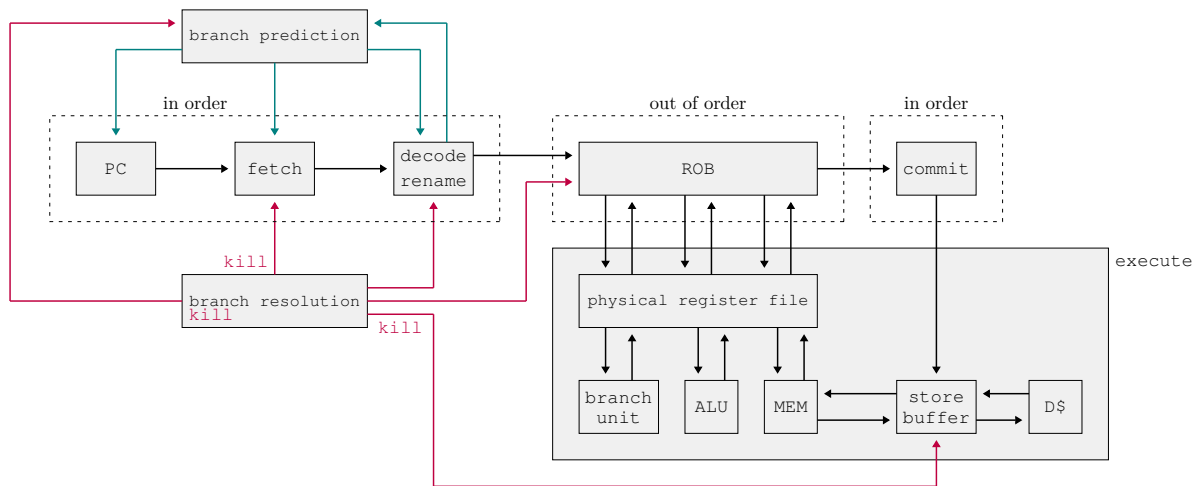 branch prediction
in order
out of order
in order
PC
fetch
decode
rename
ROB
commit
kill
execute
branch resolution
kill
kill
physical register file
branch
unit
ALU
MEM
store
buffer
D$